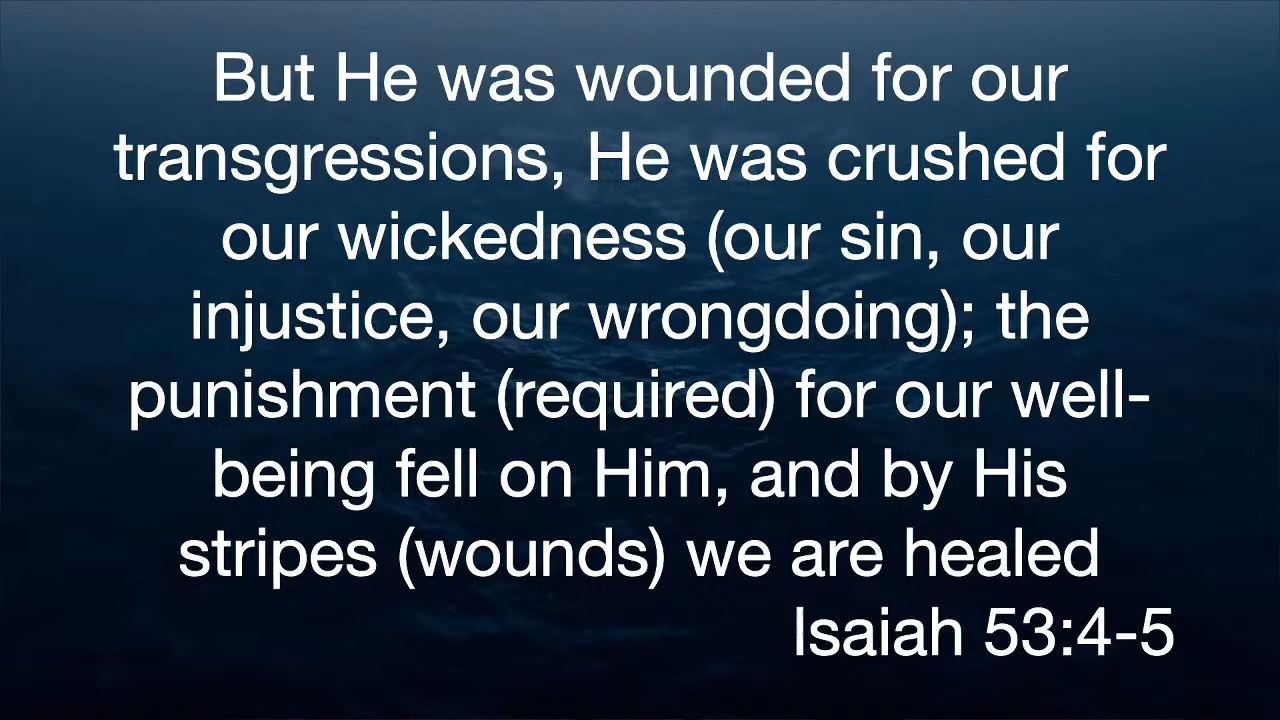 But He was wounded for our
transgressions, He was crushed for
our wickedness (our sin, our
injustice, our wrongdoing); the
punishment (required) for our well-
being fell on Him, and by His
stripes (wounds) we are healed
Isaiah 53:4-5